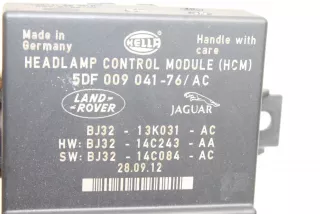 Made in Germany
HELLA
Handle with care
HEADLAMP CONTROL MODULE (HCM)
5DF 009 041-76/AC
LAND-
ROVER
JAGUAR
BJ32 - 13K031 - AC
HW: BJ32 - 14C243 - AA
SW: BJ32 - 14C084 - AC
28.09.12